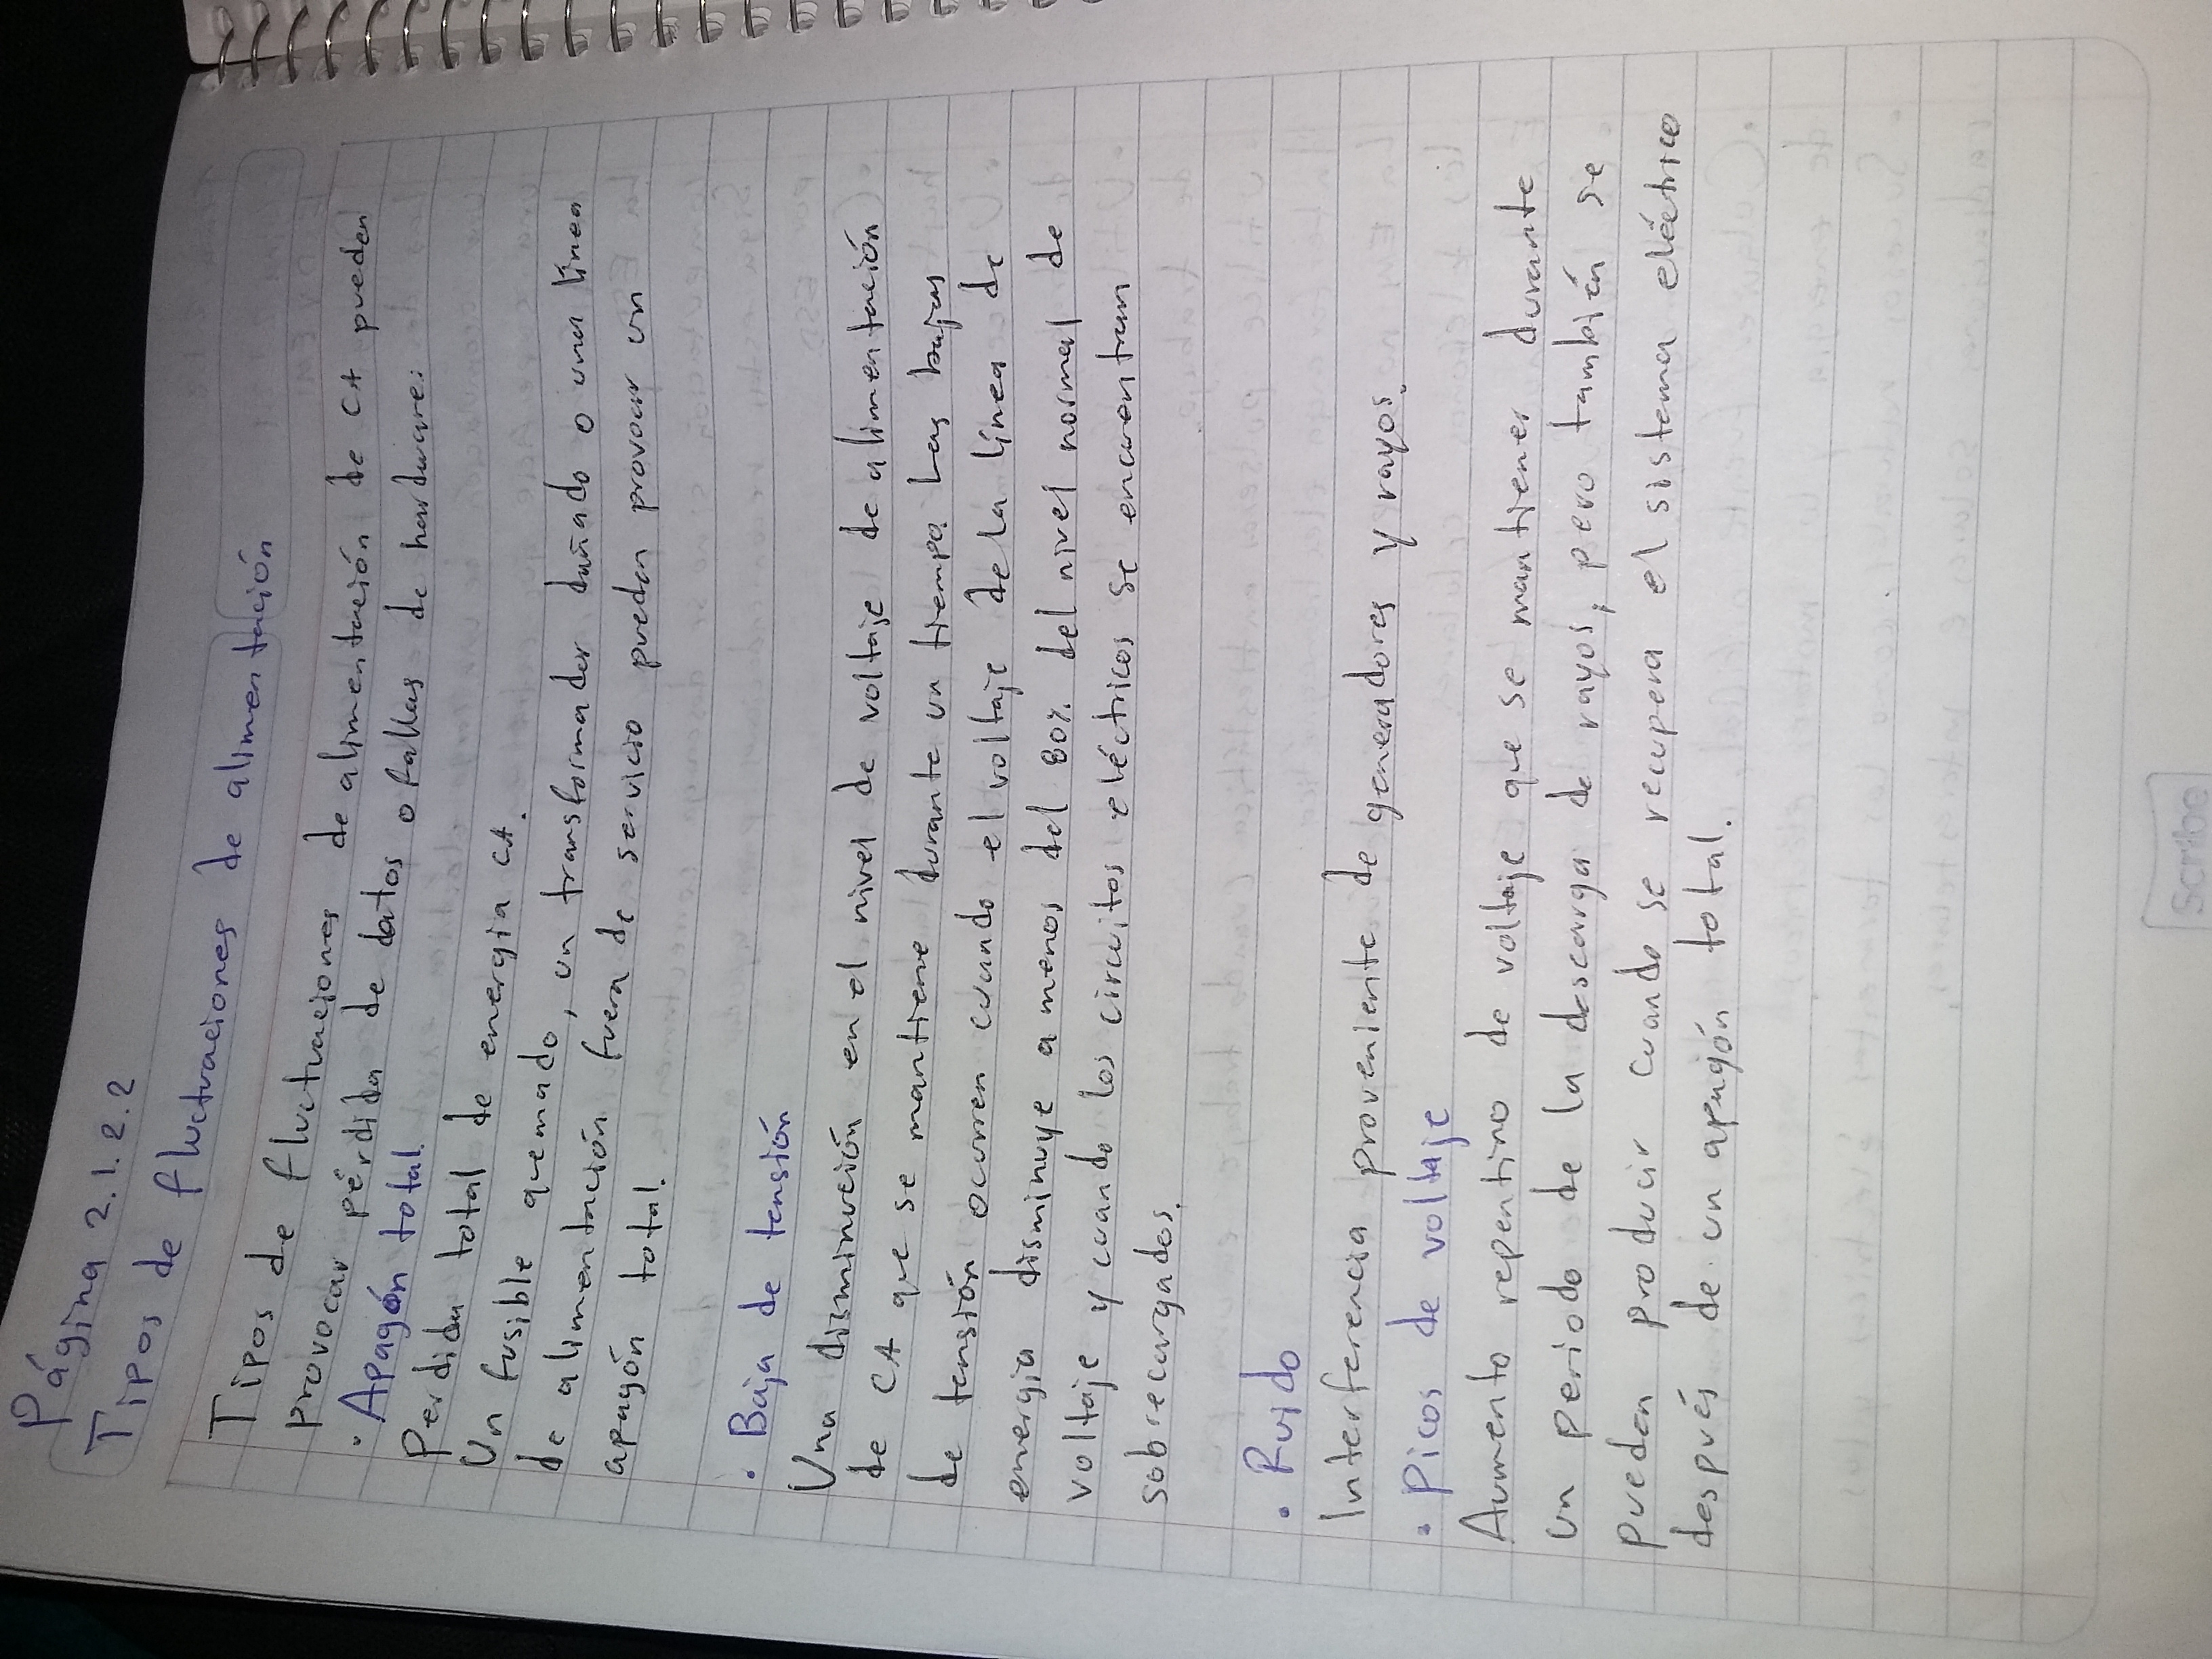 Página 2.1.2.2
Tipos de fluctuaciones de alimentación
Tipos de fluctuaciones de alimentación de CA pueden
provocar pérdida de datos o fallas de hardware:
· Apagón total.
Perdida total de energia CA.
Un fusible quemado, un transformador dañado o una línea
de alimentación fuera de servicio pueden provocar un
apagón total.
· Baja de tensión
Una disminución en el nivel de voltaje de alimentación
de CA que se mantiene durante un tiempo. Las bajas
de tensión ocurren cuando el voltaje de la línea de
energia disminuye a menos del 80% del nivel normal de
voltaje y cuando los circuitos eléctricos se encuentran
sobrecargados.
· Ruido
Interferencia proveniente de generadores y rayos.
· Picos de voltaje
Aumento repentino de voltaje que se mantiener durante
un periodo de la descarga de rayos, pero también se
pueden producir cuando se recupera el sistema eléctrico
después de un apagón total.
Scribe